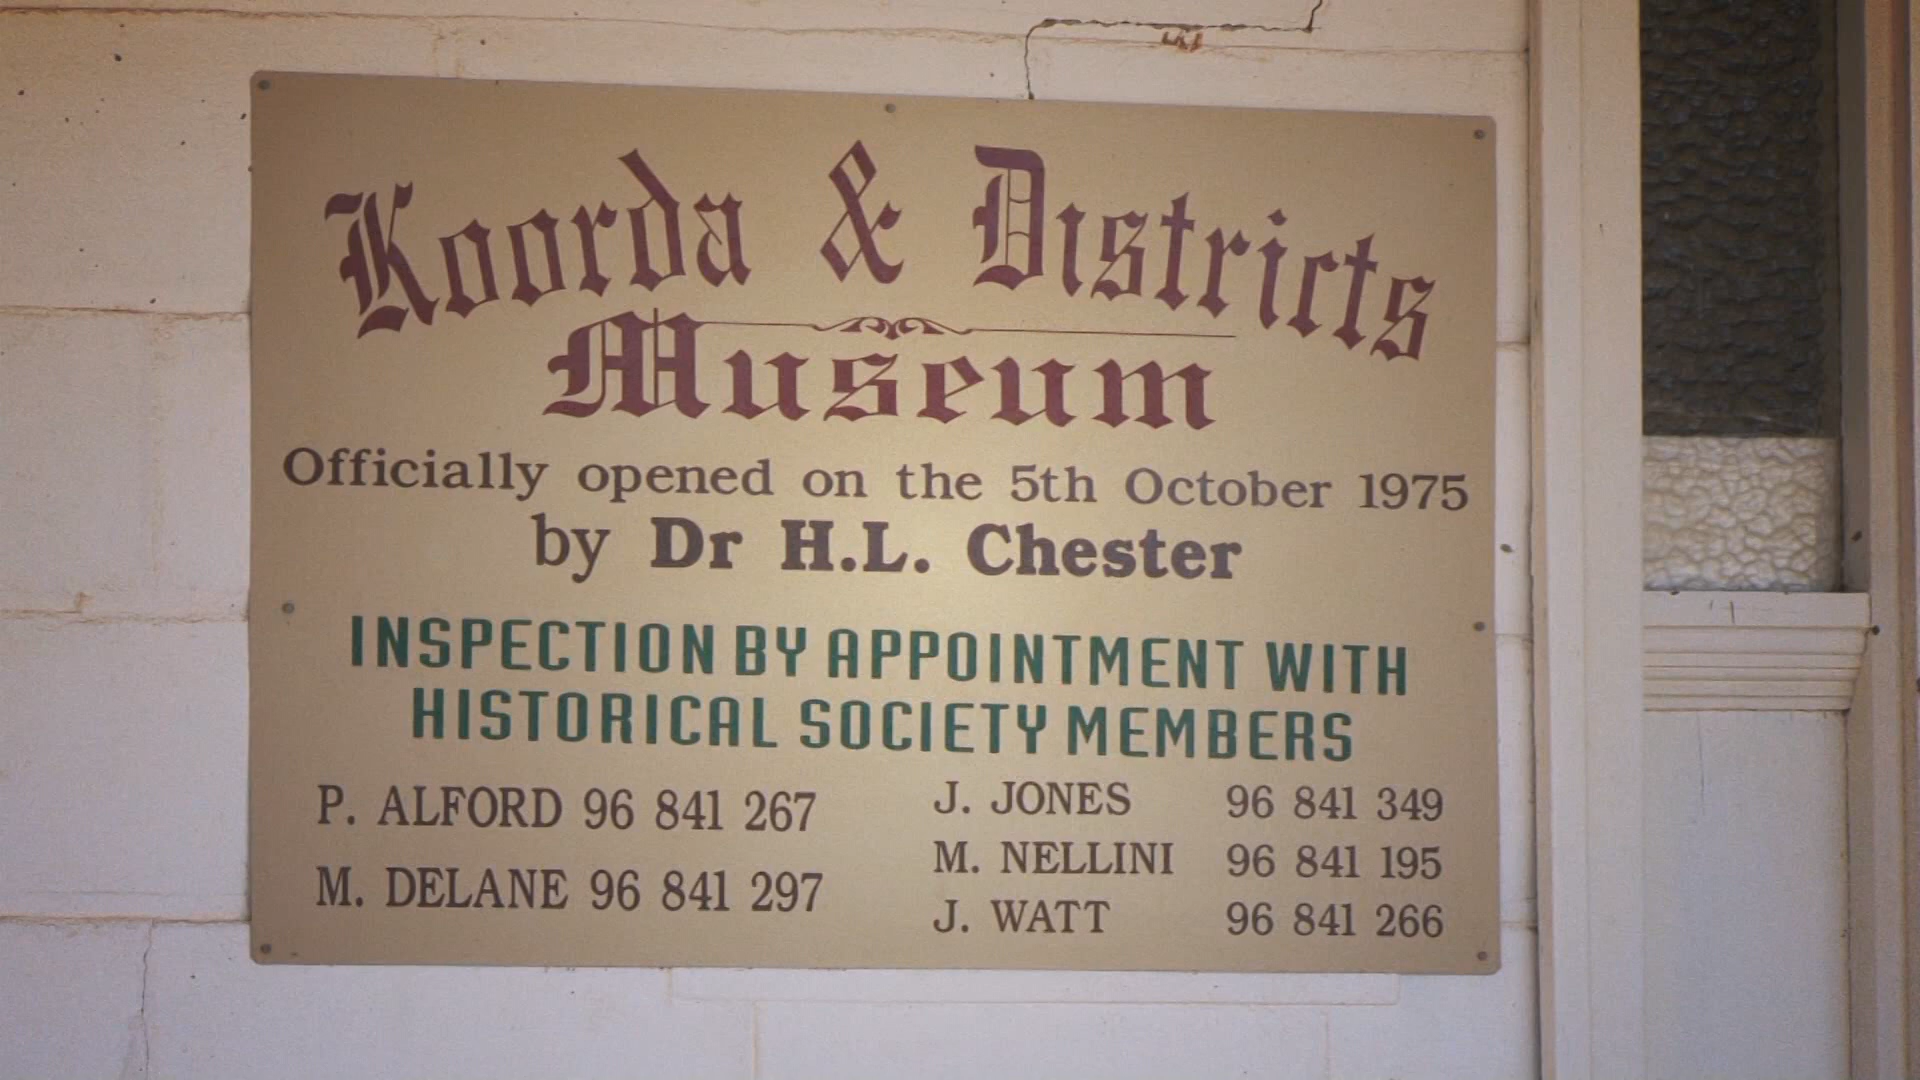 Koorda & Districts
Museum
Officially opened on the 5th October 1975
by Dr H.L. Chester
INSPECTION BY APPOINTMENT WITH
HISTORICAL SOCIETY MEMBERS
P. ALFORD 96 841 267
M. DELANE 96 841 297
J. JONES 96 841 349
M. NELLINI 96 841 195
J. WATT 96 841 266